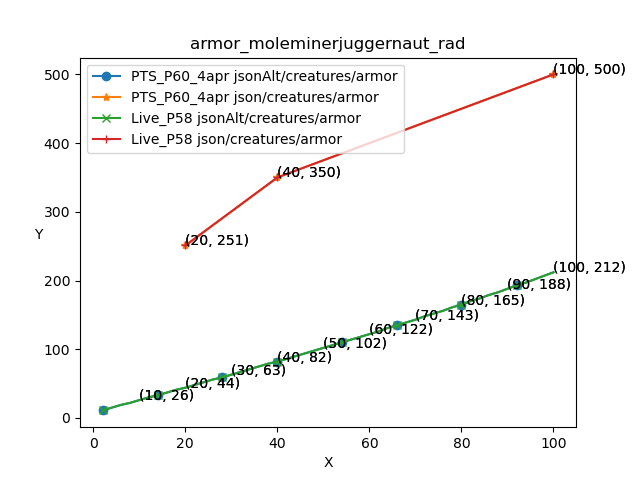 armor_moleminerjuggernaut_rad
PTS_P60_4apr jsonAlt/creatures/armor
PTS_P60_4apr json/creatures/armor
Live_P58 jsonAlt/creatures/armor
Live_P58 json/creatures/armor
500
400
300
200
100
0
Y
(100, 500)
(40, 350)
(20, 251)
(100, 212)
(90, 188)
(80, 165)
(70, 143)
(60, 122)
(50, 102)
(40, 82)
(30, 63)
(20, 44)
(10, 26)
0 20 40 60 80 100
X